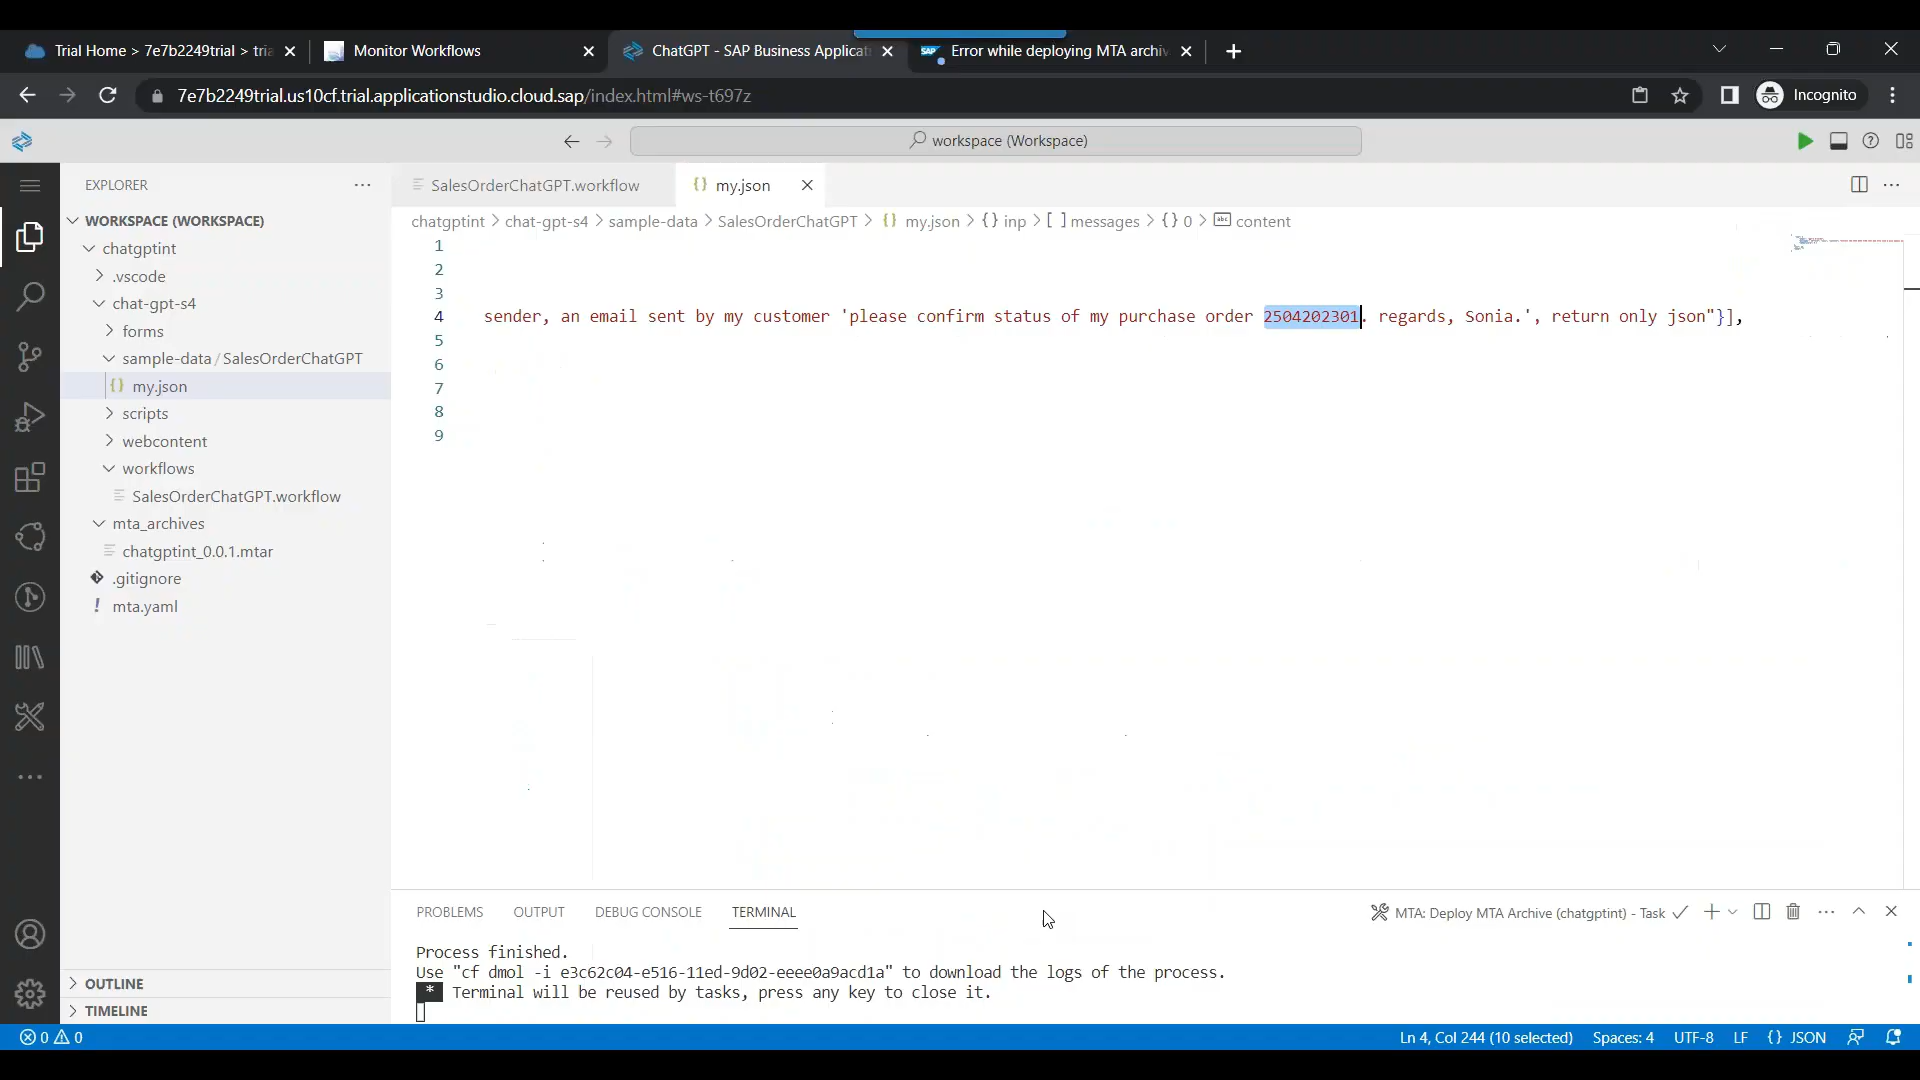 Trial Home > 7e7b2249trial > tria
Monitor Workflows
ChatGPT - SAP Business Applicat
Error while deploying MTA archiv
7e7b2249trial.us10cf.trial.applicationstudio.cloud.sap/index.html#ws-t697z
Incognito
workspace (Workspace)
EXPLORER
SalesOrderChatGPT.workflow
my.json
WORKSPACE (WORKSPACE)
chatgptint > chat-gpt-s4 > sample-data > SalesOrderChatGPT > {} my.json > {} inp > [ ] messages > {} 0 > content
chatgptint
.vscode
chat-gpt-s4
forms
sample-data / SalesOrderChatGPT
my.json
scripts
webcontent
workflows
SalesOrderChatGPT.workflow
mta_archives
chatgptint_0.0.1.mtar
.gitignore
! mta.yaml
1
2
3
4 sender, an email sent by my customer 'please confirm status of my purchase order 2504202301. regards, Sonia.', return only json"}],
5
6
7
8
9
PROBLEMS OUTPUT DEBUG CONSOLE TERMINAL
MTA: Deploy MTA Archive (chatgptint) - Task
Process finished.
Use "cf dmol -i e3c62c04-e516-11ed-9d02-eeee0a9acd1a" to download the logs of the process.
* Terminal will be reused by tasks, press any key to close it.
OUTLINE
TIMELINE
0 0
Ln 4, Col 244 (10 selected) Spaces: 4 UTF-8 LF {} JSON